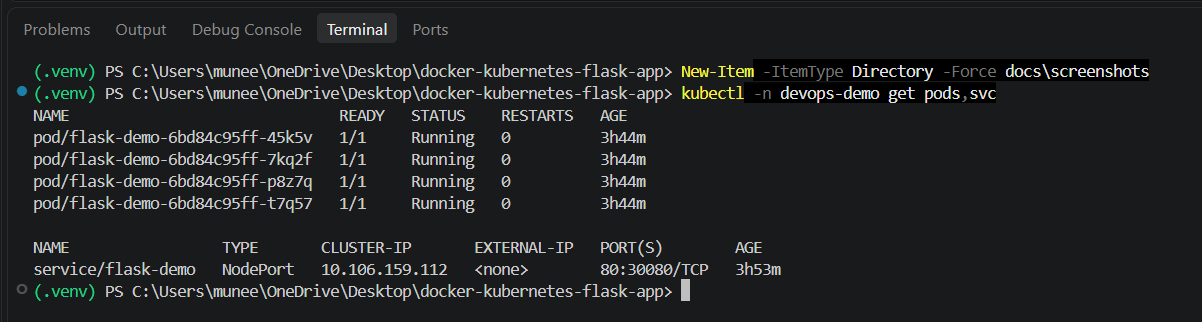 Problems Output Debug Console Terminal Ports
(.venv) PS C:\Users\munee\OneDrive\Desktop\docker-kubernetes-flask-app> New-Item -ItemType Directory -Force docs\screenshots
(.venv) PS C:\Users\munee\OneDrive\Desktop\docker-kubernetes-flask-app> kubectl -n devops-demo get pods,svc
NAME READY STATUS RESTARTS AGE
pod/flask-demo-6bd84c95ff-45k5v 1/1 Running 0 3h44m
pod/flask-demo-6bd84c95ff-7kq2f 1/1 Running 0 3h44m
pod/flask-demo-6bd84c95ff-p8z7q 1/1 Running 0 3h44m
pod/flask-demo-6bd84c95ff-t7q57 1/1 Running 0 3h44m
NAME TYPE CLUSTER-IP EXTERNAL-IP PORT(S) AGE
service/flask-demo NodePort 10.106.159.112 <none> 80:30080/TCP 3h53m
(.venv) PS C:\Users\munee\OneDrive\Desktop\docker-kubernetes-flask-app>